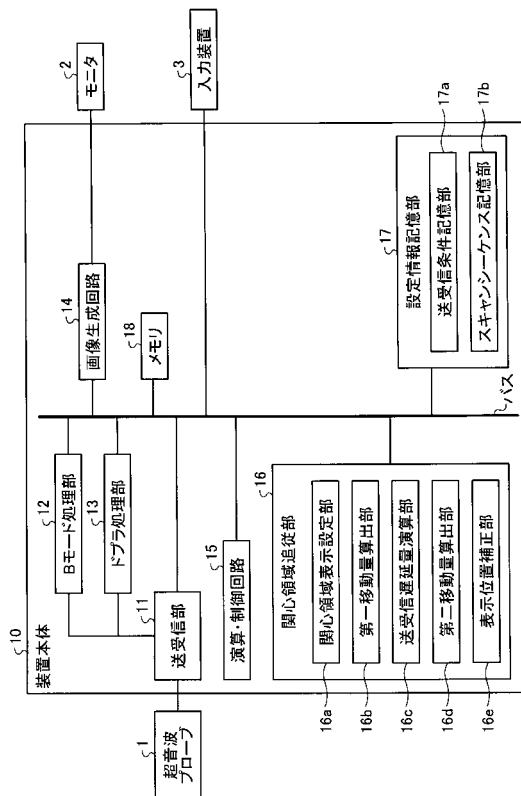 10
装置本体
1
超音波
プローブ
11
送受信部
12
Bモード処理部
13
ドプラ処理部
14
画像生成回路
18
メモリ
2
モニタ
3
入力装置
15
演算・制御回路
16
関心領域追従部
16a
関心領域表示設定部
16b
第一移動量算出部
16c
送受信遅延量演算部
16d
第二移動量算出部
16e
表示位置補正部
17
設定情報記憶部
送受信条件記憶部
17a
スキャンシーケンス記憶部
17b
バス